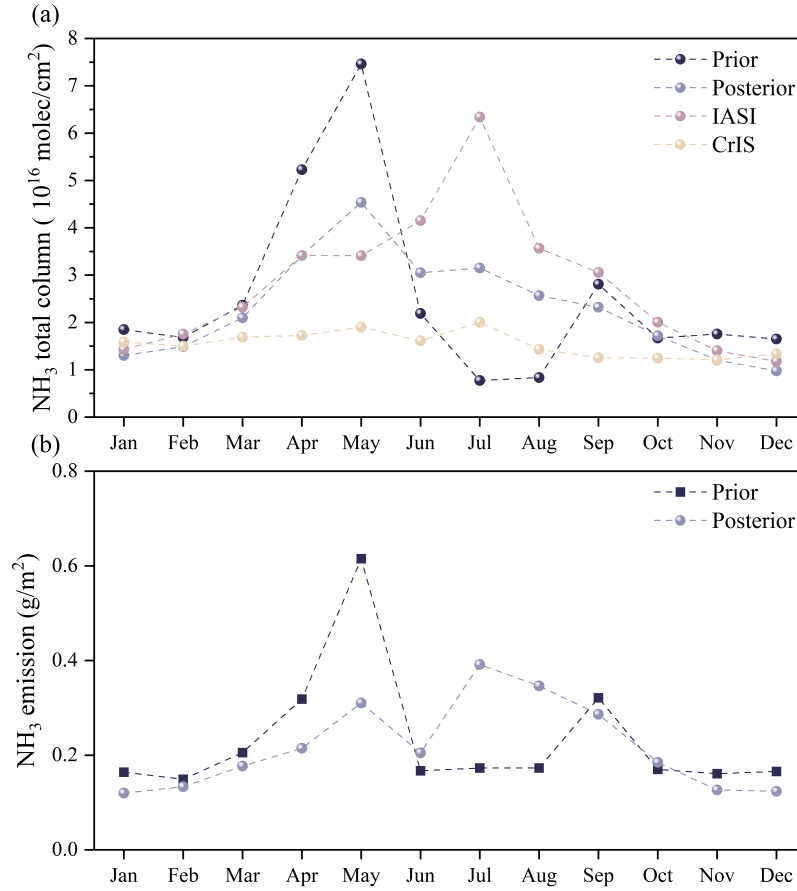 (a)
NH3 total column ( 10^16 molec/cm^2)
8
7
6
5
4
3
2
1
0
Prior
Posterior
IASI
CrIS
Jan Feb Mar Apr May Jun Jul Aug Sep Oct Nov Dec
(b)
NH3 emission (g/m^2)
0.8
0.6
0.4
0.2
0.0
Prior
Posterior
Jan Feb Mar Apr May Jun Jul Aug Sep Oct Nov Dec